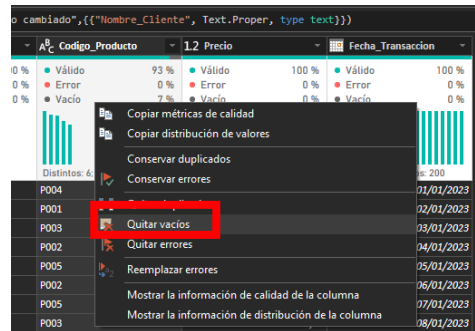 o cambiado",{{"Nombre_Cliente", Text.Proper, type text}})
ABC Codigo_Producto 1.2 Precio Fecha_Transaccion
0 % Válido 93 % Válido 100 % Válido 100 %
0 % Error 0 % Error 0 % Error 0 %
0 % Vacío 7 % Vacío 0 % Vacío 0 %
Copiar métricas de calidad
Copiar distribución de valores
Conservar duplicados
Distintos: 6; Conservar errores s: 200
P004 01/01/2023
P001 02/01/2023
P003 Quitar vacíos 03/01/2023
P002 Quitar errores 04/01/2023
P005 Reemplazar errores 05/01/2023
P002 06/01/2023
P005 Mostrar la información de calidad de la columna 07/01/2023
P003 Mostrar la información de distribución de la columna 08/01/2023